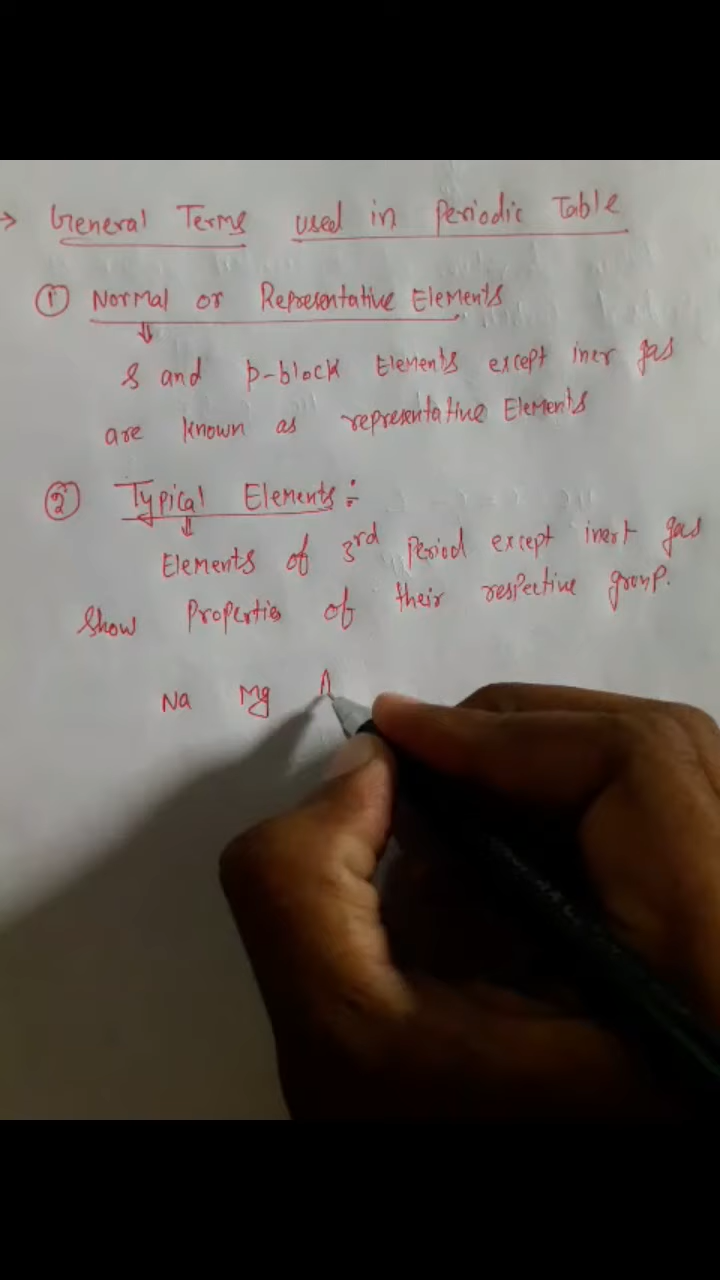 → General Terms used in Periodic Table
① Normal or Representative Elements
⇓
S and p-block Elements except iner gas
are known as representative Elements
② Typical Elements :-
⇓
Elements of 3rd Period except inert gas
Show Properties of their respective group.
Na Mg A